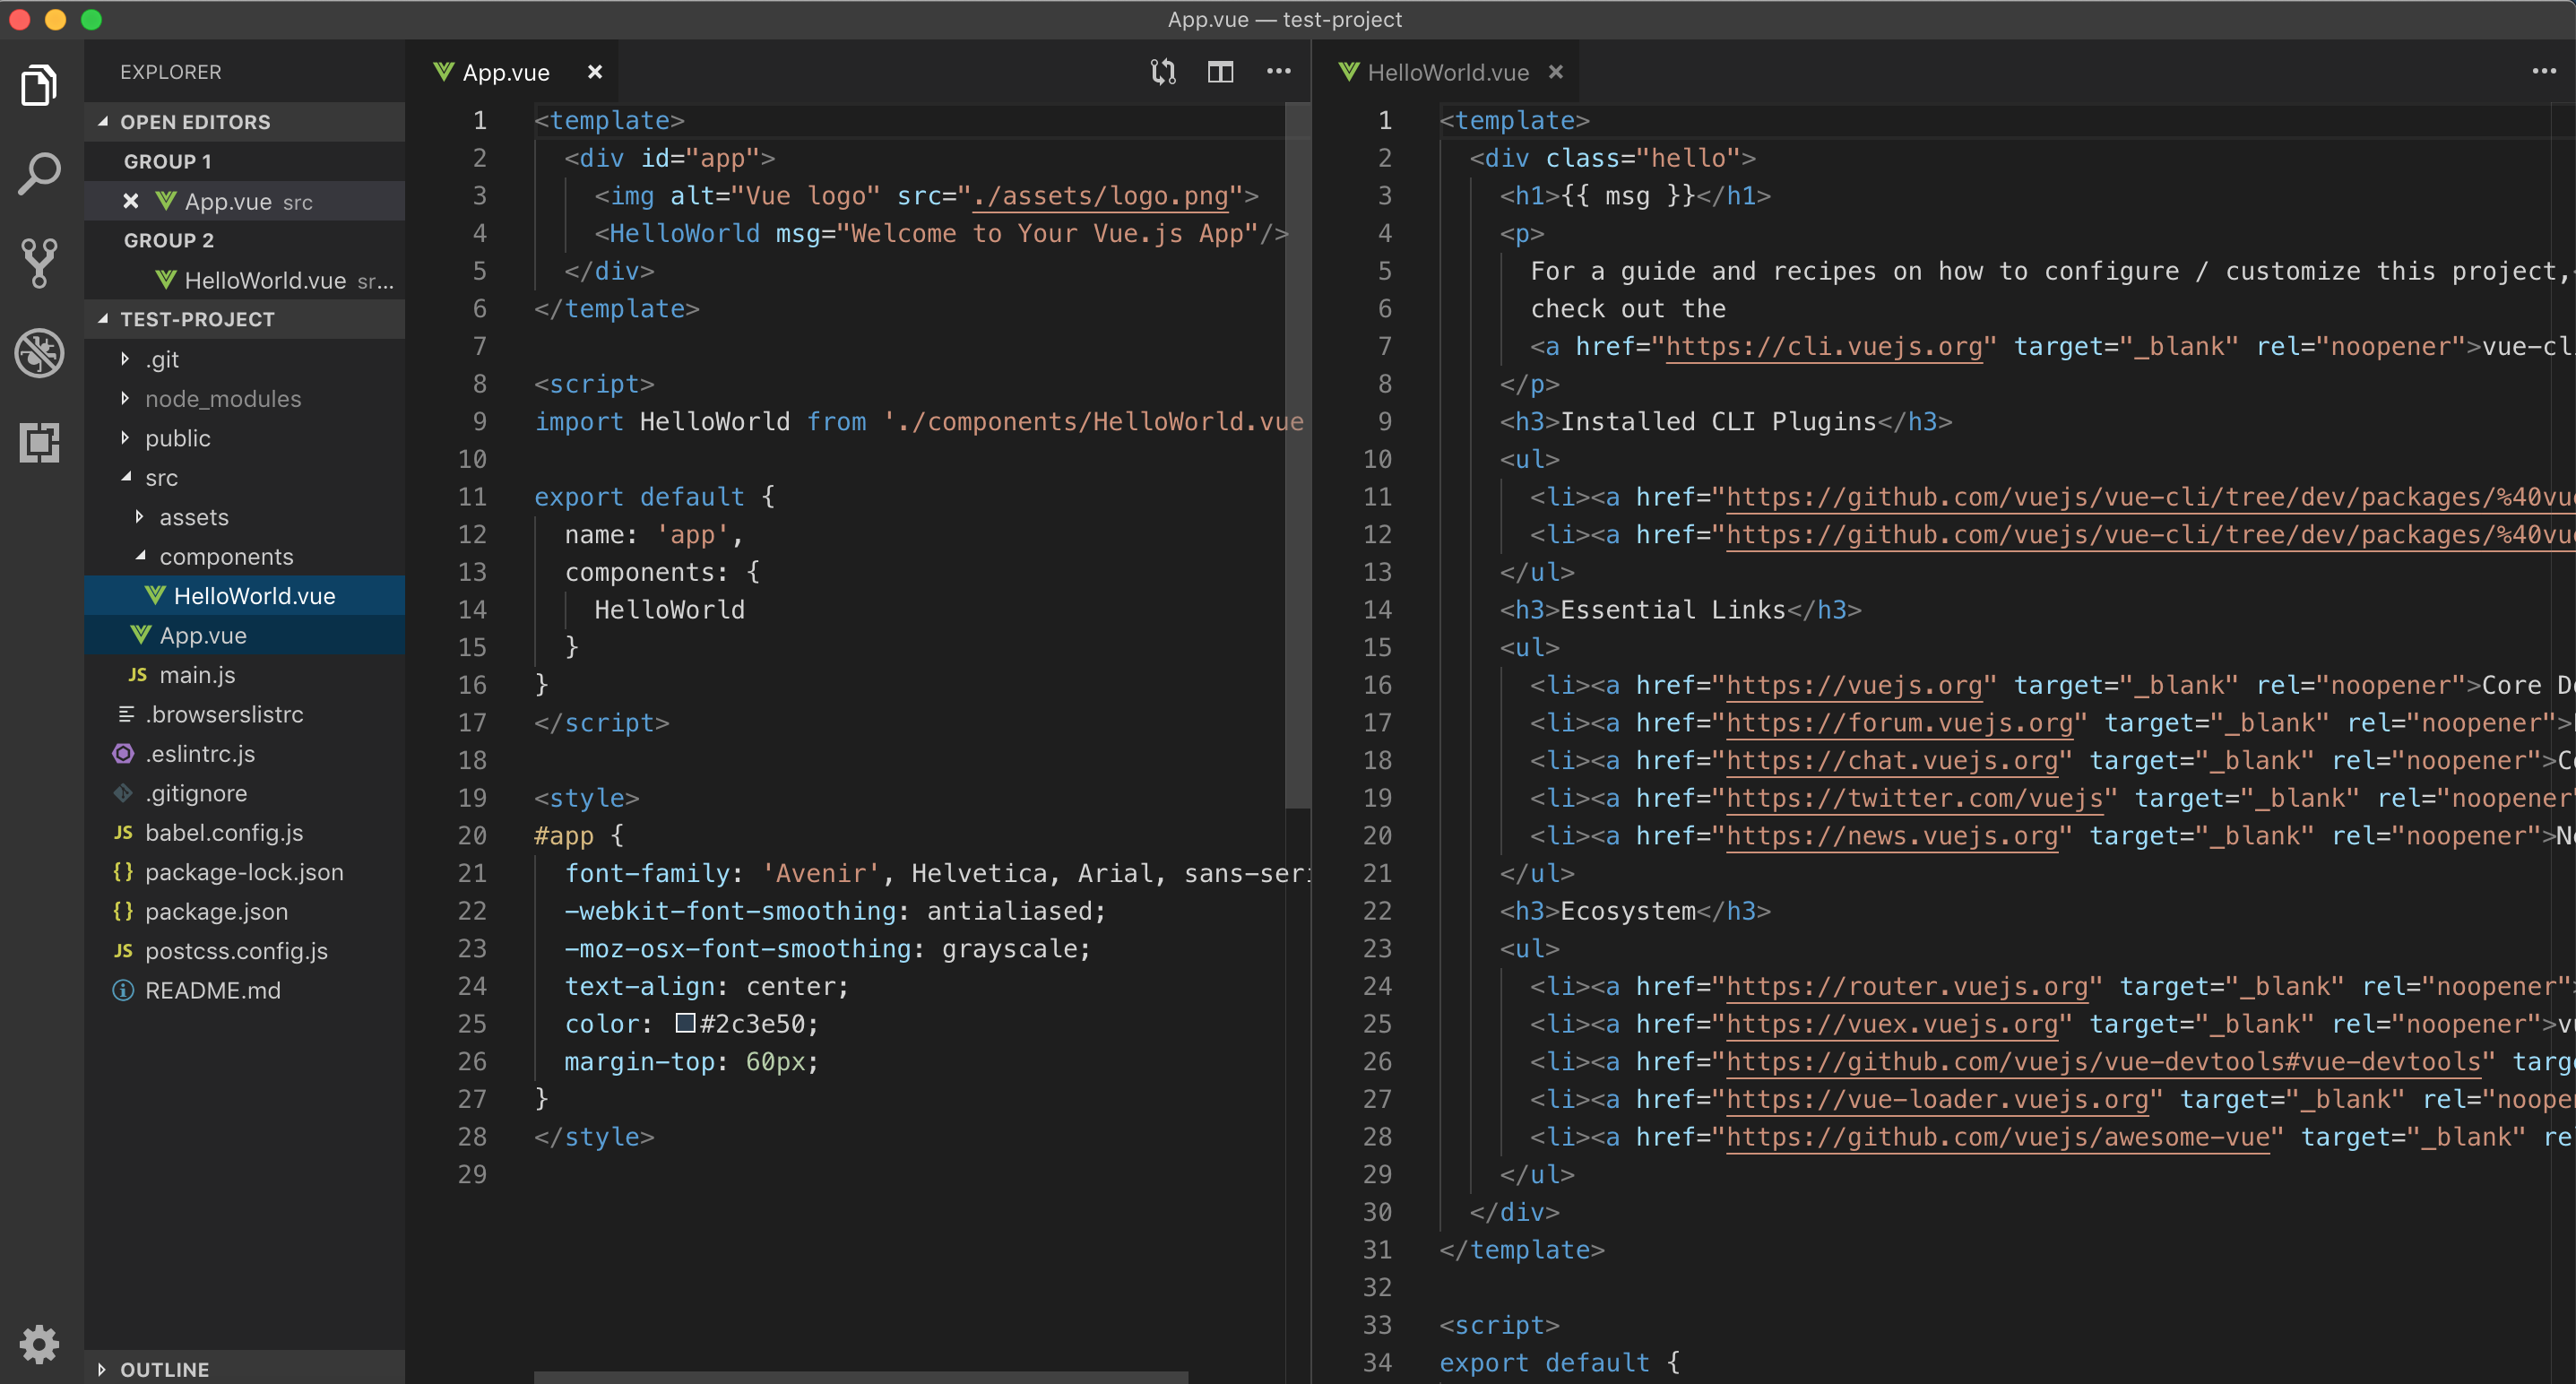 App.vue — test-project
EXPLORER
OPEN EDITORS
GROUP 1
App.vue src
GROUP 2
HelloWorld.vue sr...
TEST-PROJECT
.git
node_modules
public
src
assets
components
HelloWorld.vue
App.vue
JS main.js
.browserslistrc
.eslintrc.js
.gitignore
JS babel.config.js
{} package-lock.json
{} package.json
JS postcss.config.js
README.md
OUTLINE
App.vue
1 <template>
2 <div id="app">
3 <img alt="Vue logo" src="./assets/logo.png">
4 <HelloWorld msg="Welcome to Your Vue.js App"/>
5 </div>
6 </template>
7
8 <script>
9 import HelloWorld from './components/HelloWorld.vue
10
11 export default {
12 name: 'app',
13 components: {
14 HelloWorld
15 }
16 }
17 </script>
18
19 <style>
20 #app {
21 font-family: 'Avenir', Helvetica, Arial, sans-seri
22 -webkit-font-smoothing: antialiased;
23 -moz-osx-font-smoothing: grayscale;
24 text-align: center;
25 color: #2c3e50;
26 margin-top: 60px;
27 }
28 </style>
29
HelloWorld.vue
1 <template>
2 <div class="hello">
3 <h1>{{ msg }}</h1>
4 <p>
5 For a guide and recipes on how to configure / customize this project,
6 check out the
7 <a href="https://cli.vuejs.org" target="_blank" rel="noopener">vue-cl
8 </p>
9 <h3>Installed CLI Plugins</h3>
10 <ul>
11 <li><a href="https://github.com/vuejs/vue-cli/tree/dev/packages/%40vu
12 <li><a href="https://github.com/vuejs/vue-cli/tree/dev/packages/%40vu
13 </ul>
14 <h3>Essential Links</h3>
15 <ul>
16 <li><a href="https://vuejs.org" target="_blank" rel="noopener">Core D
17 <li><a href="https://forum.vuejs.org" target="_blank" rel="noopener">
18 <li><a href="https://chat.vuejs.org" target="_blank" rel="noopener">C
19 <li><a href="https://twitter.com/vuejs" target="_blank" rel="noopener
20 <li><a href="https://news.vuejs.org" target="_blank" rel="noopener">N
21 </ul>
22 <h3>Ecosystem</h3>
23 <ul>
24 <li><a href="https://router.vuejs.org" target="_blank" rel="noopener"
25 <li><a href="https://vuex.vuejs.org" target="_blank" rel="noopener">v
26 <li><a href="https://github.com/vuejs/vue-devtools#vue-devtools" targ
27 <li><a href="https://vue-loader.vuejs.org" target="_blank" rel="noope
28 <li><a href="https://github.com/vuejs/awesome-vue" target="_blank" re
29 </ul>
30 </div>
31 </template>
32
33 <script>
34 export default {